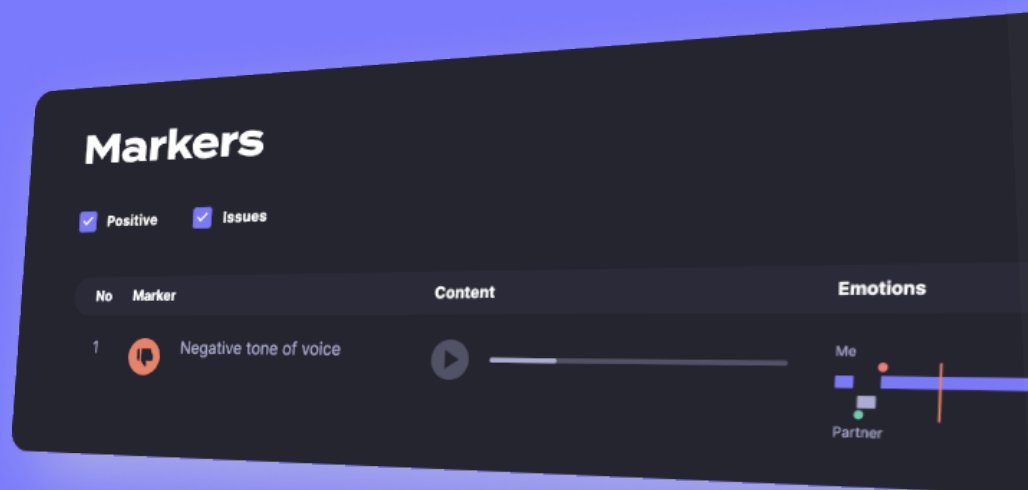 Markers
Positive Issues
No Marker Content Emotions
1 Negative tone of voice
Me
Partner